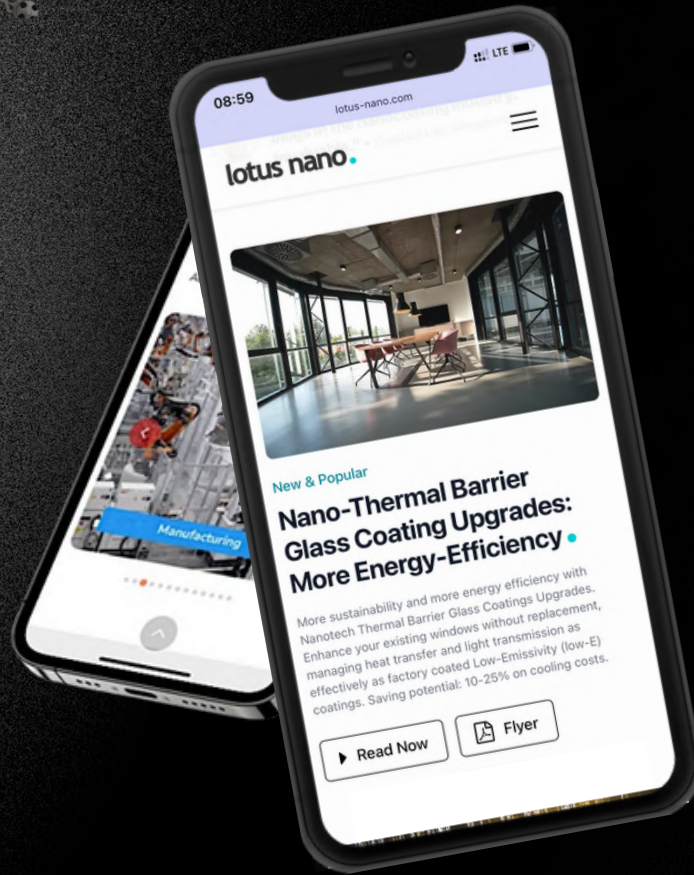 08:59
LTE
lotus-nano.com
lotus nano.
New & Popular
Nano-Thermal Barrier
Glass Coating Upgrades:
More Energy-Efficiency
More sustainability and more energy efficiency with
Nanotech Thermal Barrier Glass Coatings Upgrades.
Enhance your existing windows without replacement,
managing heat transfer and light transmission as
effectively as factory coated Low-Emissivity (low-E)
coatings. Saving potential: 10-25% on cooling costs.
Read Now
Flyer
Manufacturing